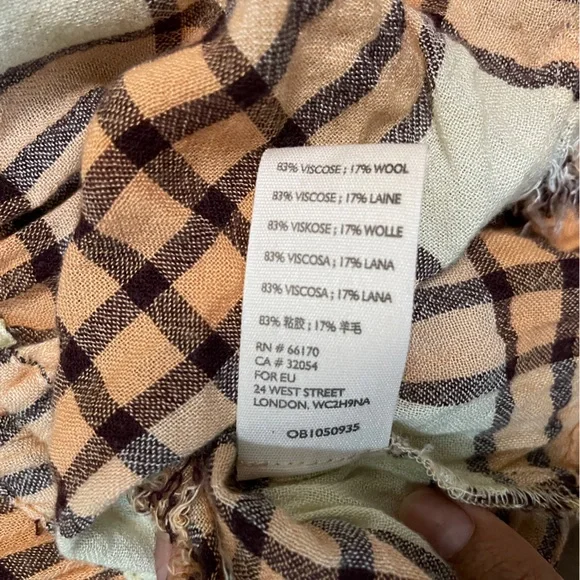 83% VISCOSE ; 17% WOOL
83% VISCOSE ; 17% LAINE
83% VISKOSE ; 17% WOLLE
83% VISCOSA ; 17% LANA
83% VISCOSA ; 17% LANA
83% 粘胶 ; 17% 羊毛
RN # 66170
CA # 32054
FOR EU
24 WEST STREET
LONDON, WC2H9NA
OB1050935